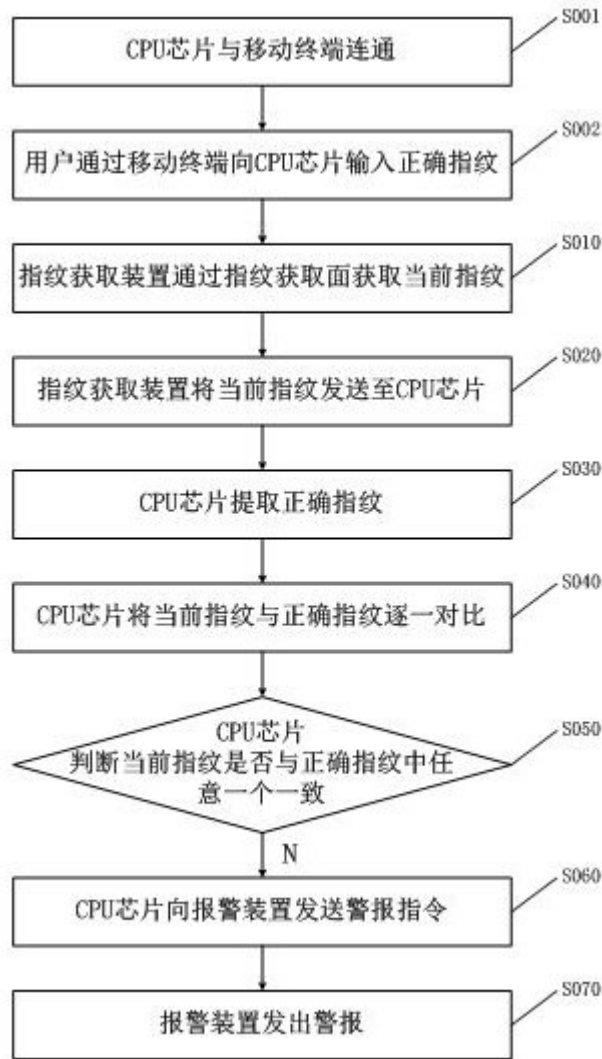 S001
CPU芯片与移动终端连通
S002
用户通过移动终端向CPU芯片输入正确指纹
S010
指纹获取装置通过指纹获取面获取当前指纹
S020
指纹获取装置将当前指纹发送至CPU芯片
S030
CPU芯片提取正确指纹
S040
CPU芯片将当前指纹与正确指纹逐一对比
S050
CPU芯片
判断当前指纹是否与正确指纹中任
意一个一致
N
S060
CPU芯片向报警装置发送警报指令
S070
报警装置发出警报